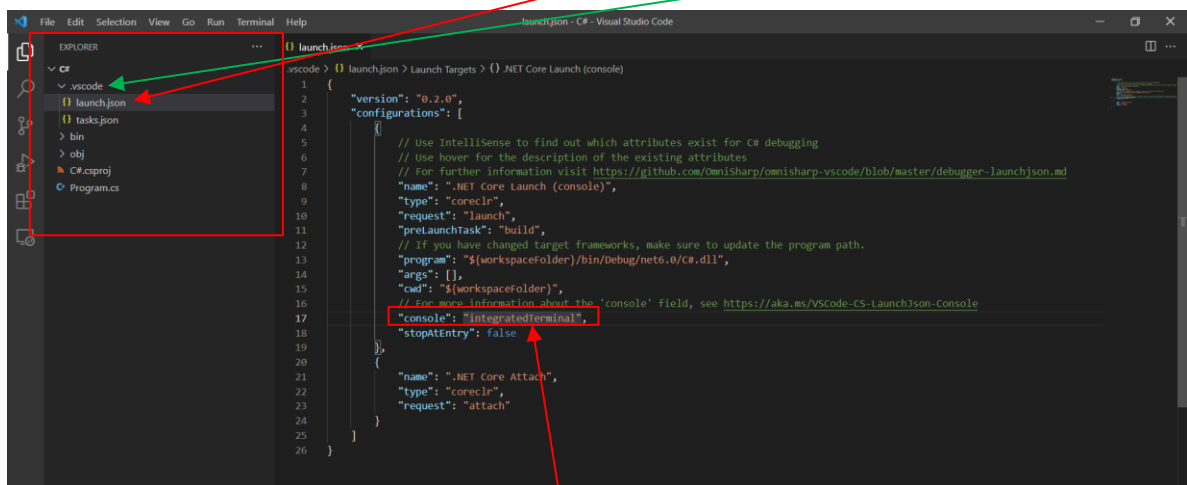 File Edit Selection View Go Run Terminal Help launch.json - C# - Visual Studio Code
EXPLORER
C#
.vscode
{} launch.json
{} tasks.json
bin
obj
C#.csproj
Program.cs
{} launch.json
.vscode > {} launch.json > Launch Targets > {} .NET Core Launch (console)
1 {
2 "version": "0.2.0",
3 "configurations": [
4 {
5 // Use IntelliSense to find out which attributes exist for C# debugging
6 // Use hover for the description of the existing attributes
7 // For further information visit https://github.com/OmniSharp/omnisharp-vscode/blob/master/debugger-launchjson.md
8 "name": ".NET Core Launch (console)",
9 "type": "coreclr",
10 "request": "launch",
11 "preLaunchTask": "build",
12 // If you have changed target frameworks, make sure to update the program path.
13 "program": "${workspaceFolder}/bin/Debug/net6.0/C#.dll",
14 "args": [],
15 "cwd": "${workspaceFolder}",
16 // For more information about the 'console' field, see https://aka.ms/VSCode-CS-LaunchJson-Console
17 "console": "integratedTerminal",
18 "stopAtEntry": false
19 },
20 {
21 "name": ".NET Core Attach",
22 "type": "coreclr",
23 "request": "attach"
24 }
25 ]
26 }